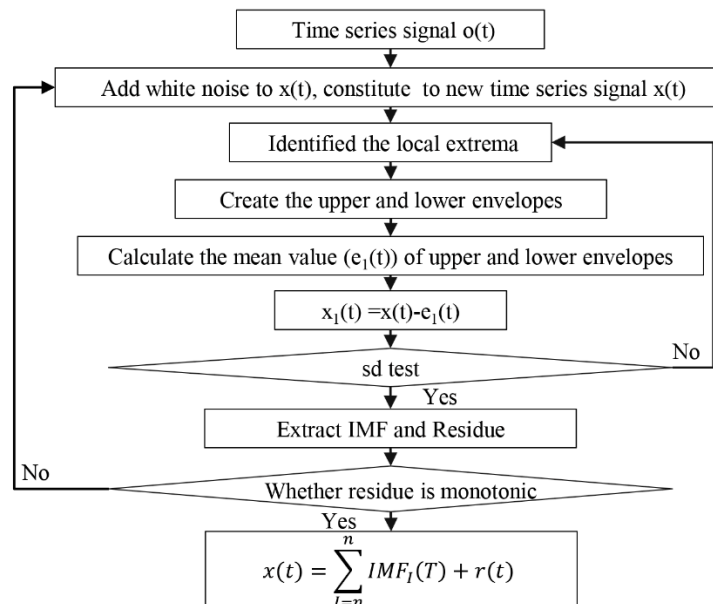 Time series signal o(t)
Add white noise to x(t), constitute to new time series signal x(t)
Identified the local extrema
Create the upper and lower envelopes
Calculate the mean value (e₁(t)) of upper and lower envelopes
x₁(t) =x(t)-e₁(t)
sd test
No
Yes
Extract IMF and Residue
No
Whether residue is monotonic
Yes
n
x(t) = ∑ IMF_I(T) + r(t)
I=n